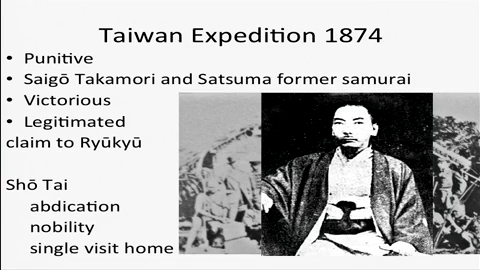 Taiwan Expedition 1874
• Punitive
• Saigō Takamori and Satsuma former samurai
• Victorious
• Legitimated
claim to Ryūkyū
Shō Tai
abdication
nobility
single visit home